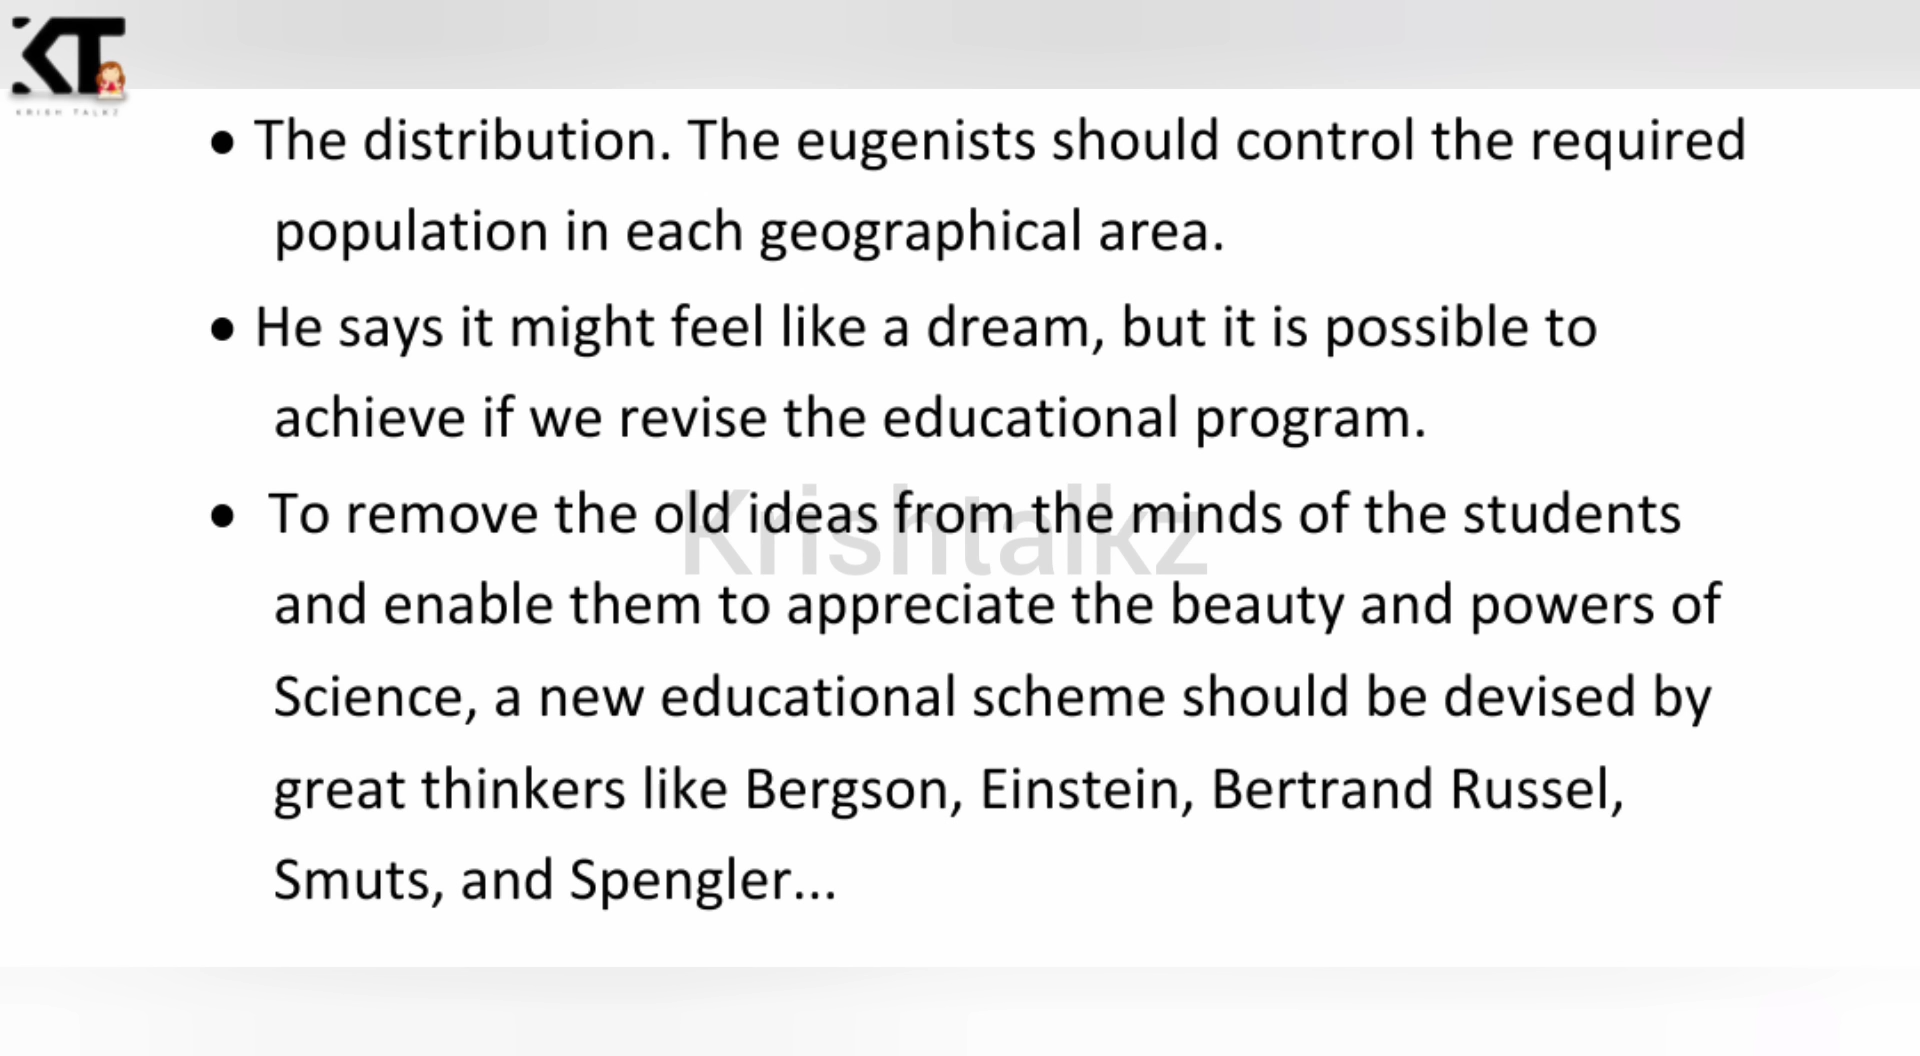 KT
KRISH TALKZ
• The distribution. The eugenists should control the required
population in each geographical area.
• He says it might feel like a dream, but it is possible to
achieve if we revise the educational program.
• To remove the old ideas from the minds of the students
Krishtalkz
and enable them to appreciate the beauty and powers of
Science, a new educational scheme should be devised by
great thinkers like Bergson, Einstein, Bertrand Russel,
Smuts, and Spengler...